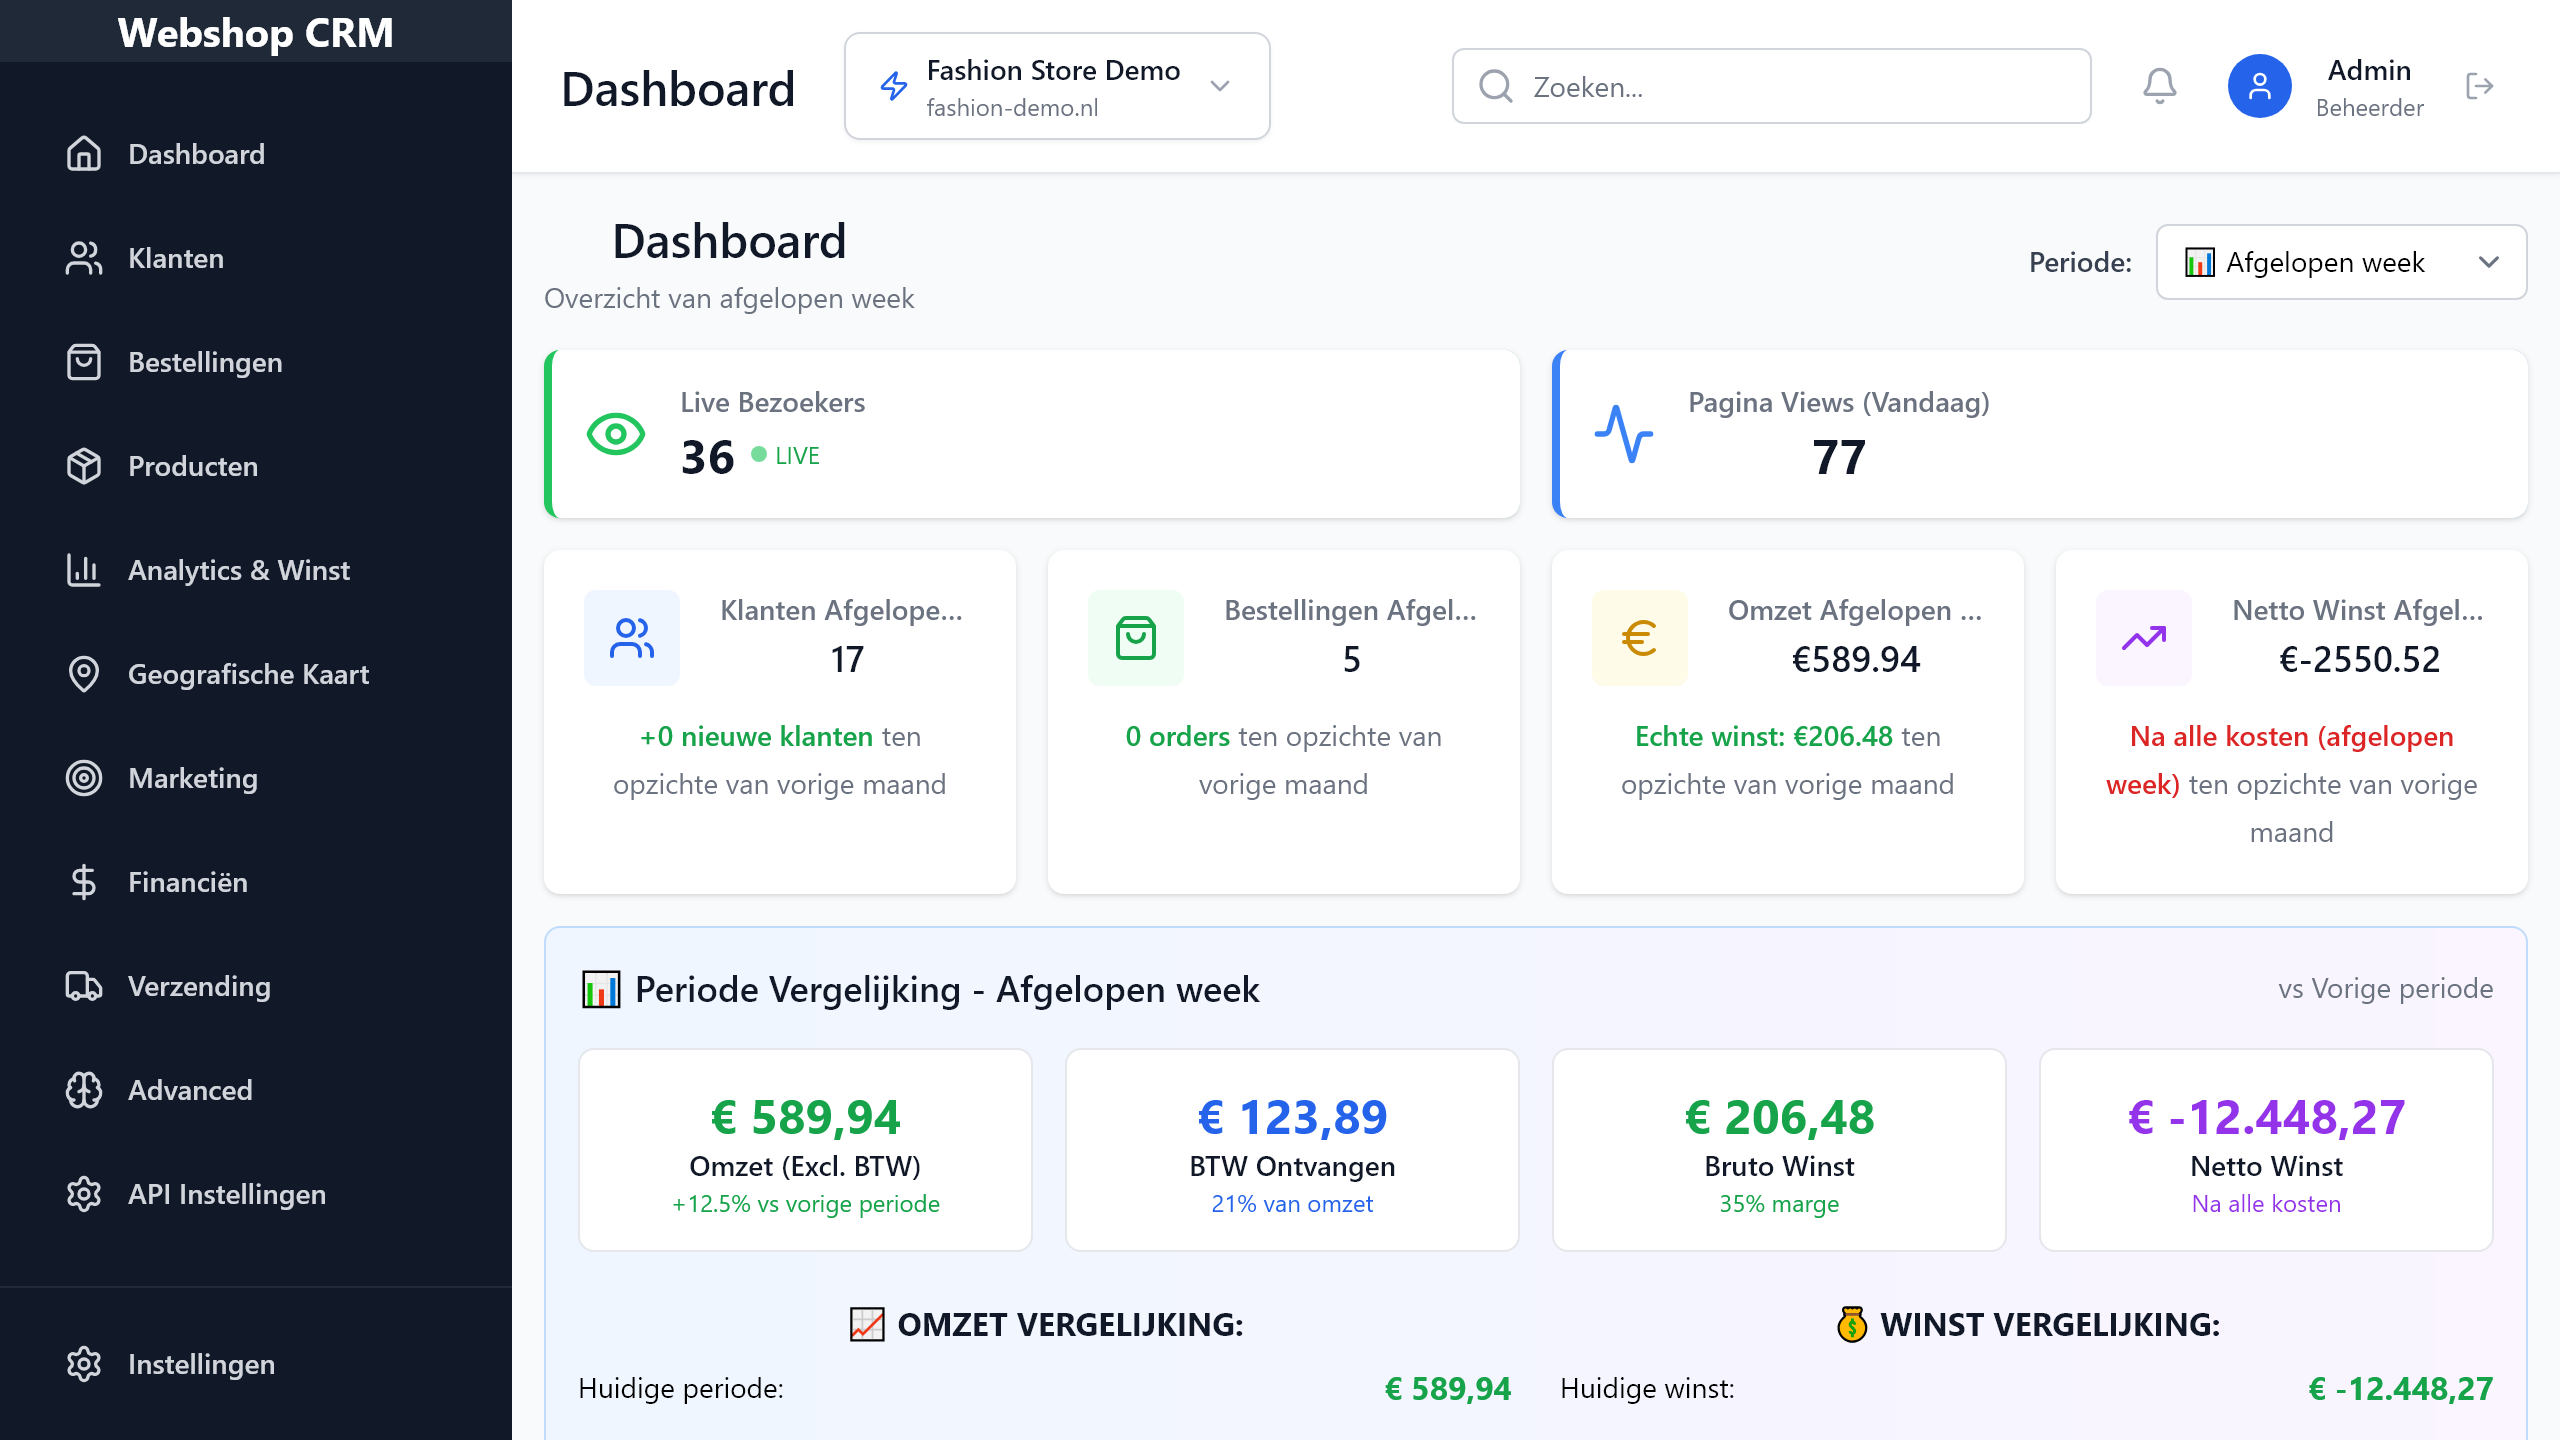 Webshop CRM
Dashboard
Klanten
Bestellingen
Producten
Analytics & Winst
Geografische Kaart
Marketing
Financiën
Verzending
Advanced
API Instellingen
Instellingen
Dashboard
Fashion Store Demo
fashion-demo.nl
Zoeken...
Admin
Beheerder
Dashboard
Overzicht van afgelopen week
Periode:
Afgelopen week
Live Bezoekers
36 LIVE
Pagina Views (Vandaag)
77
Klanten Afgelope...
17
+0 nieuwe klanten ten
opzichte van vorige maand
Bestellingen Afgel...
5
0 orders ten opzichte van
vorige maand
Omzet Afgelopen ...
€589.94
Echte winst: €206.48 ten
opzichte van vorige maand
Netto Winst Afgel...
€-2550.52
Na alle kosten (afgelopen
week) ten opzichte van vorige
maand
Periode Vergelijking - Afgelopen week
vs Vorige periode
€ 589,94
Omzet (Excl. BTW)
+12.5% vs vorige periode
€ 123,89
BTW Ontvangen
21% van omzet
€ 206,48
Bruto Winst
35% marge
€ -12.448,27
Netto Winst
Na alle kosten
OMZET VERGELIJKING:
Huidige periode: € 589,94
WINST VERGELIJKING:
Huidige winst: € -12.448,27